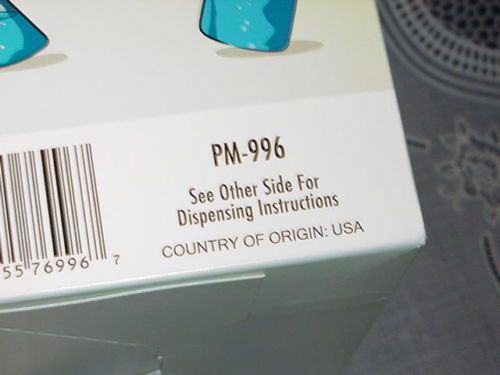 PM-996
See Other Side For
Dispensing Instructions
COUNTRY OF ORIGIN: USA
55 76996 7